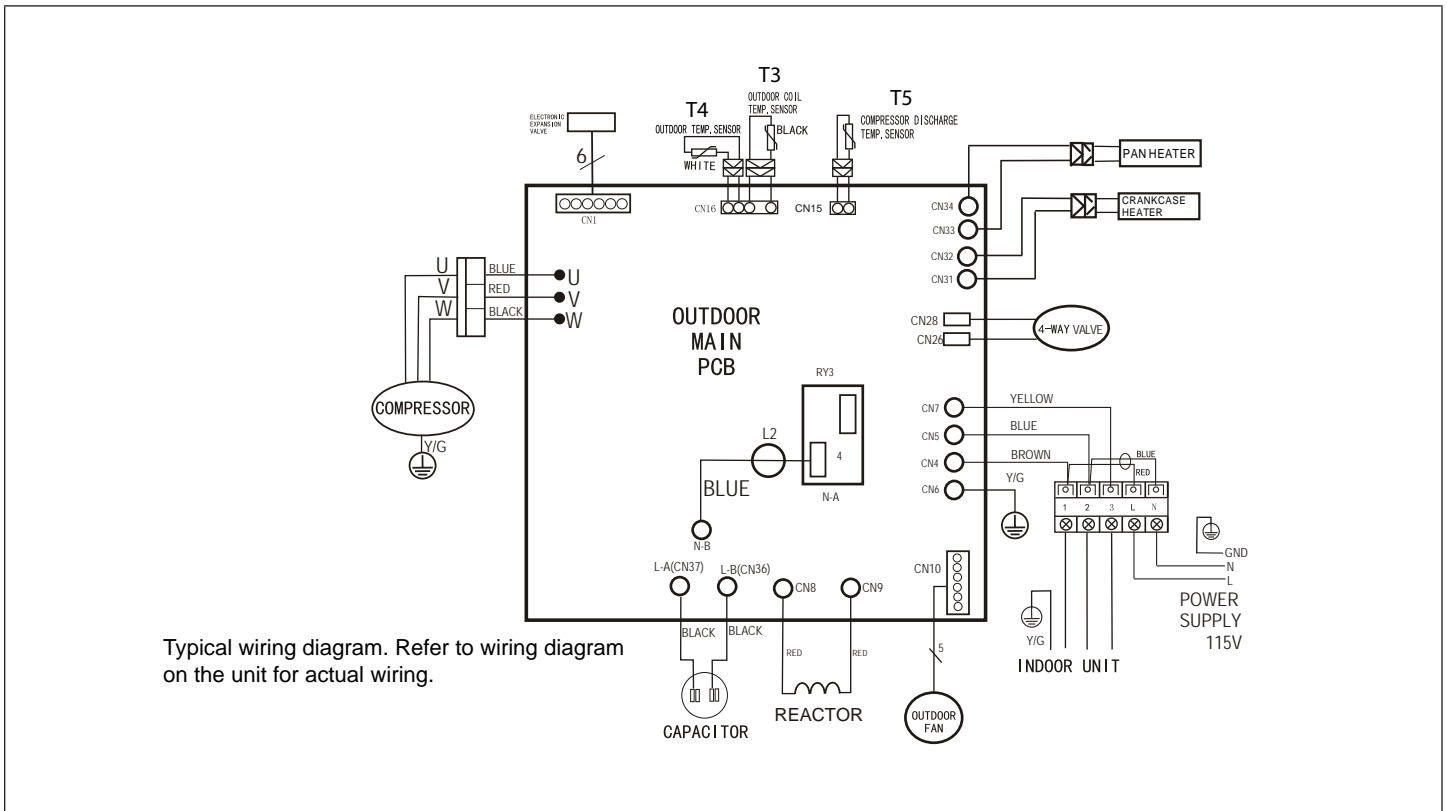 T3
OUTDOOR COIL
TEMP.SENSOR
BLACK
T4
OUTDOOR TEMP.SENSOR
WHITE
T5
COMPRESSOR DISCHARGE
TEMP.SENSOR
ELECTRONIC
EXPANSION
VALVE
6
CN1
CN16
CN15
CN34
CN33
CN32
CN31
PAN HEATER
CRANKCASE
HEATER
CN28
CN26
4-WAY VALVE
U
V
W
BLUE
RED
BLACK
U
V
W
COMPRESSOR
Y/G
OUTDOOR
MAIN
PCB
RY3
4
N-A
L2
BLUE
N-B
CN7
CN5
CN4
CN6
YELLOW
BLUE
BROWN
Y/G
BLUE
RED
1 2 3 L N
GND
N
L
POWER
SUPPLY
115V
Y/G
INDOOR UNIT
CN10
5
OUTDOOR
FAN
L-A(CN37)
L-B(CN36)
CN8
CN9
BLACK
BLACK
RED
RED
CAPACITOR
REACTOR
Typical wiring diagram. Refer to wiring diagram
on the unit for actual wiring.